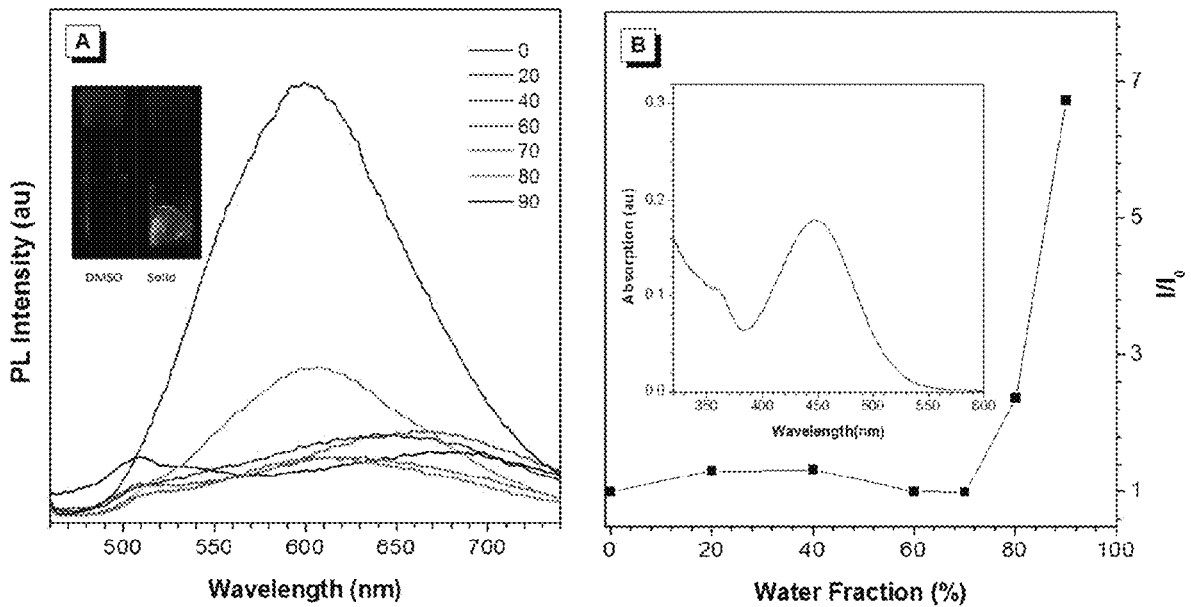 A
0
20
40
60
70
80
90
DMSO Solid
PL Intensity (au)
500 550 600 650 700
Wavelength (nm)
B
0.3
0.2
0.1
0.0
Absorption (au)
350 400 450 500 550 600
Wavelength(nm)
7
5
3
1
I/I0
0 20 40 60 80 100
Water Fraction (%)